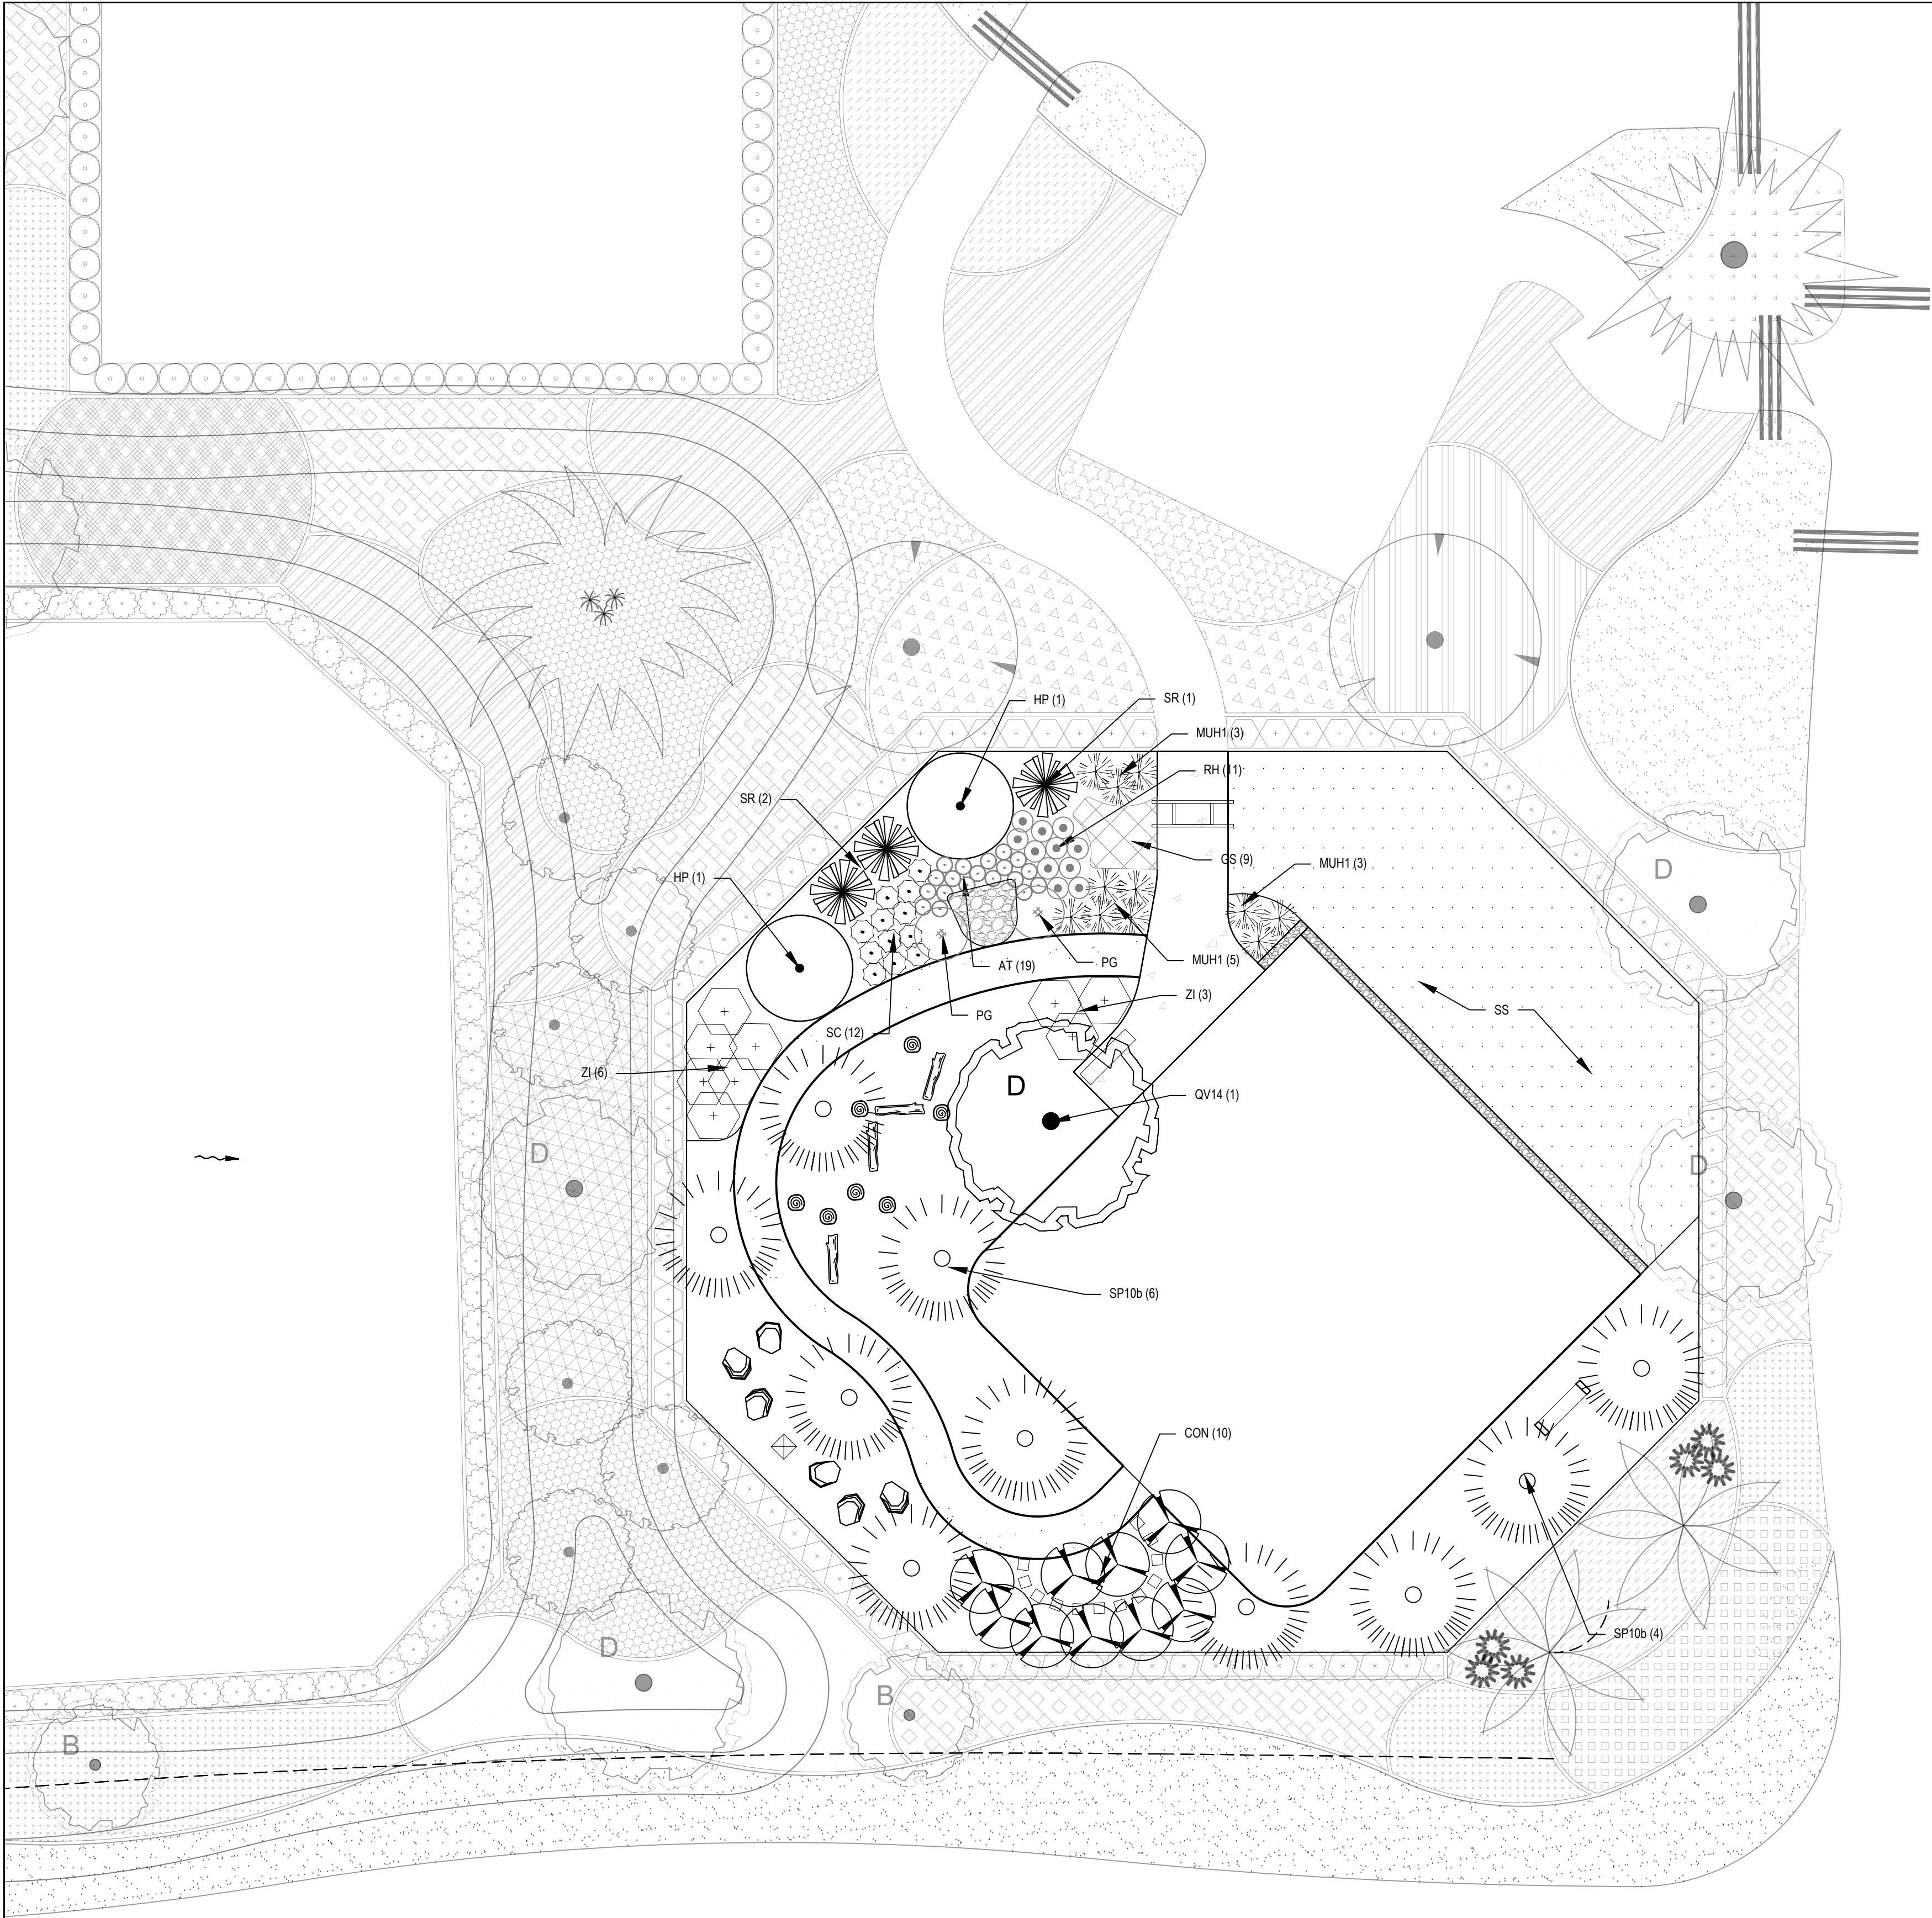 HP (1)
SR (1)
MUH1 (3)
RH (11)
SR (2)
GS (9)
MUH1 (3)
D
HP (1)
AT (19)
PG
MUH1 (5)
ZI (3)
SS
PG
SC (12)
ZI (6)
D
QV14 (1)
D
D
SP10b (6)
CON (10)
SP10b (4)
D
B
B